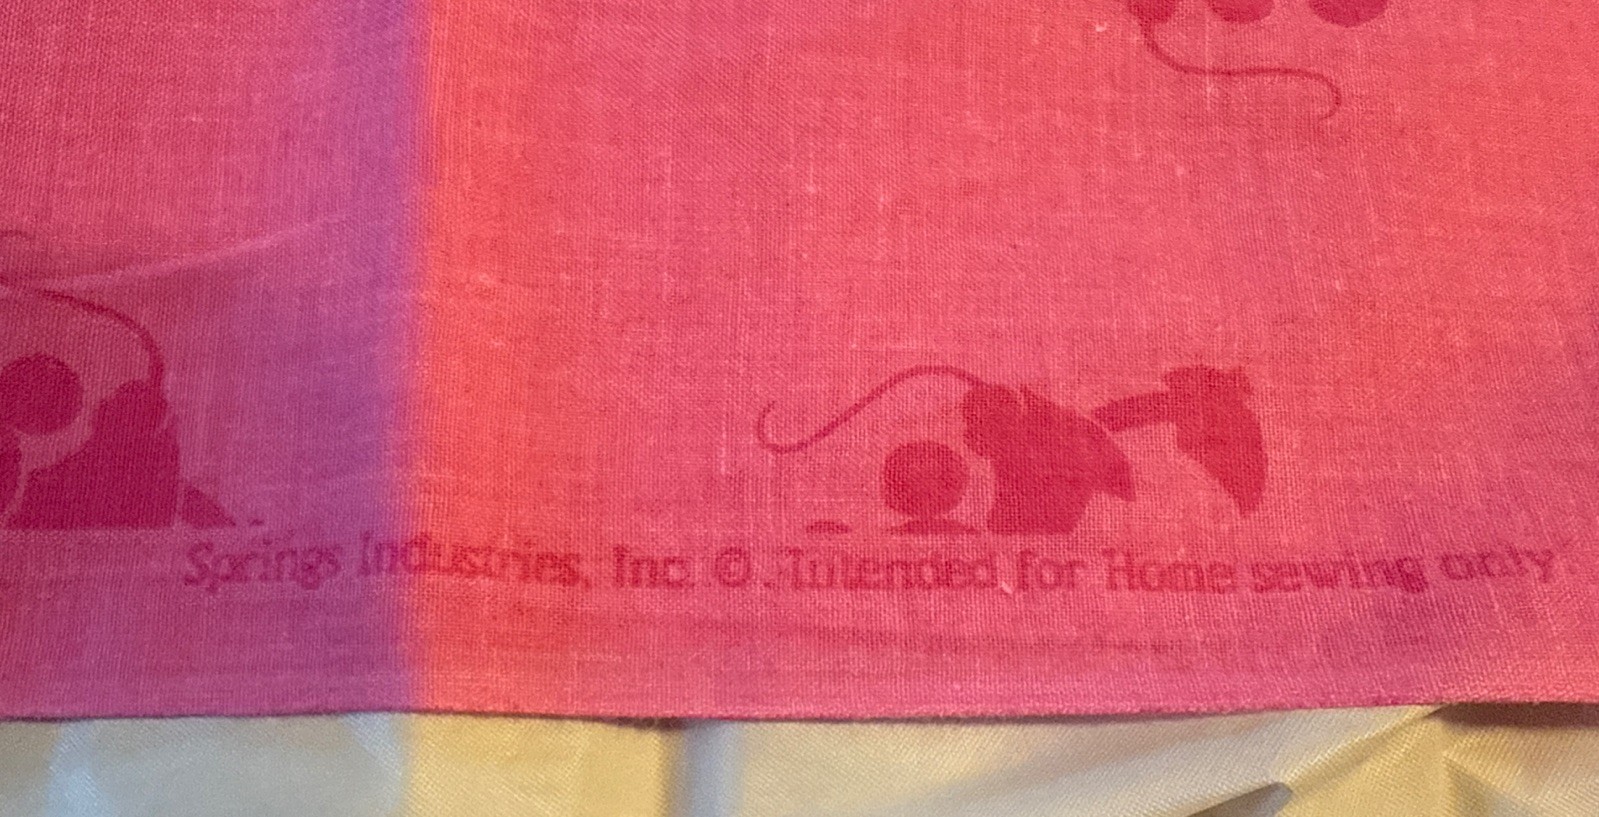 Springs Industries, Inc. ©. Intended for Home sewing only